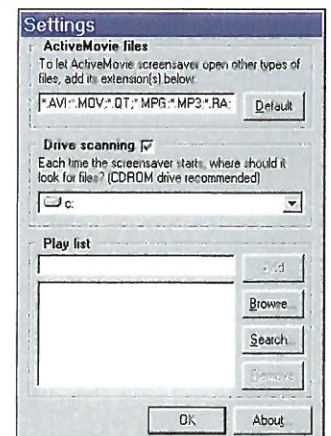 Settings
ActiveMovie files
To let ActiveMovie screensaver open other types of
files, add its extension(s) below:
*.AVI;*.MOV;*.QT;*.MPG;*.MP3;*.RA;
Default
Drive scanning
Each time the screensaver starts, where should it
look for files? (CDROM drive recommended)
c:
Play list
Add
Browse...
Search...
Remove
OK
About